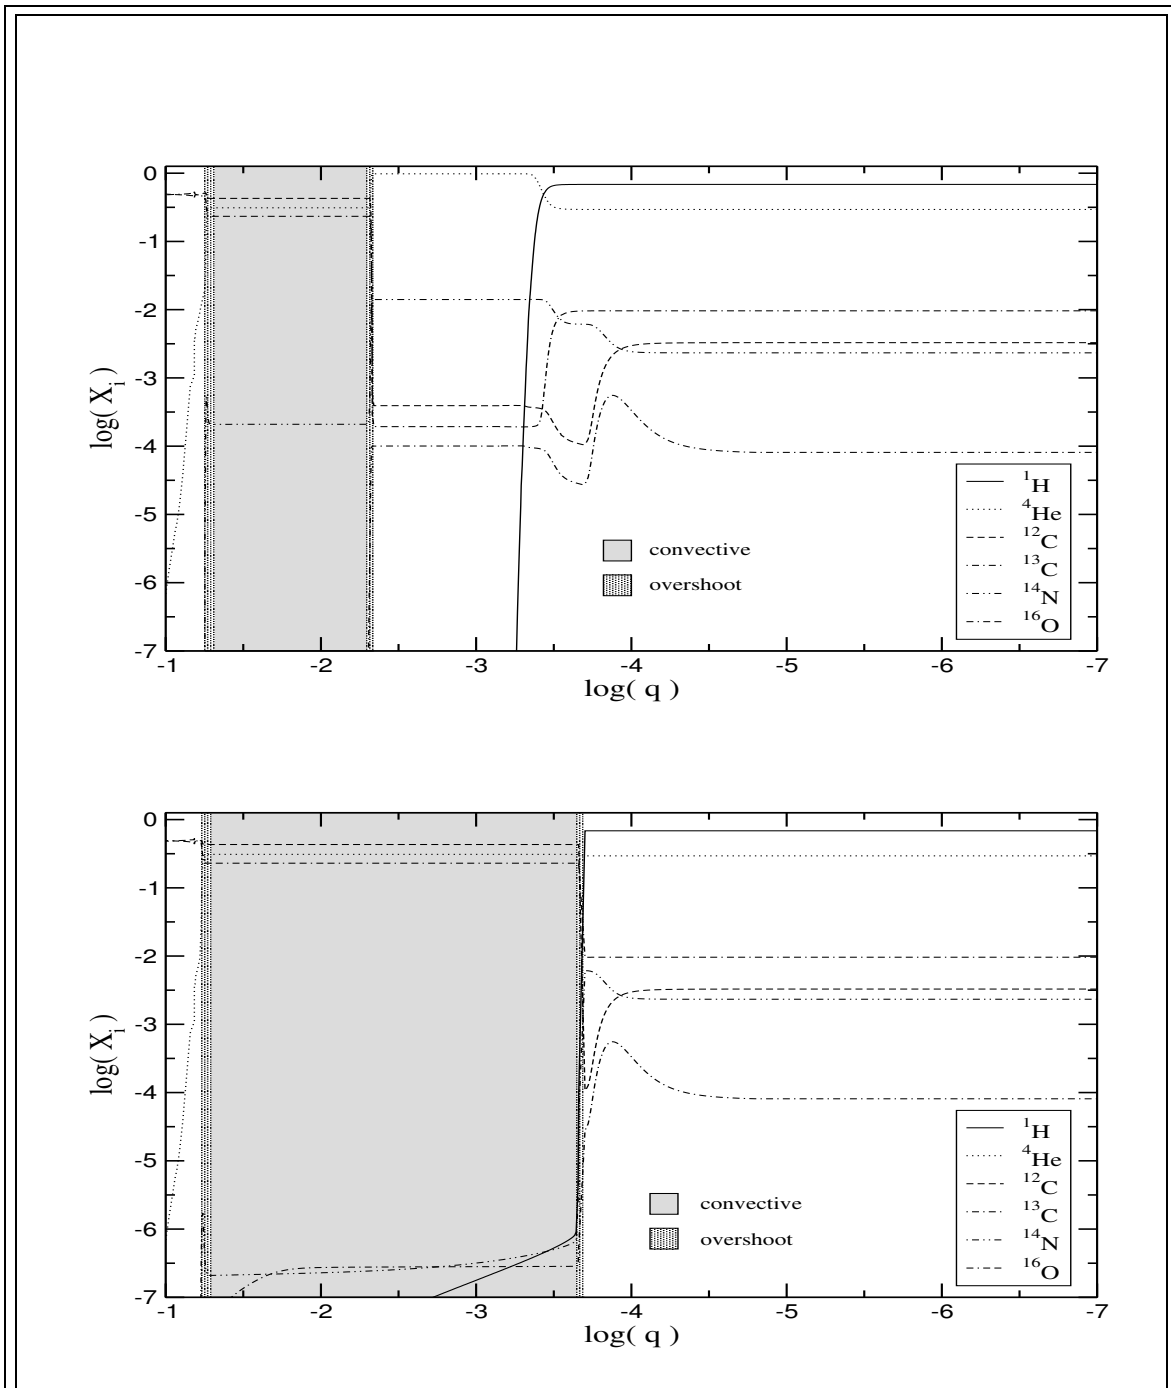 0
-1
-2
-3
-4
-5
-6
-7
log( X_i )
-1 -2 -3 -4 -5 -6 -7
log( q )
convective
overshoot
^1H
^4He
^12C
^13C
^14N
^16O
0
-1
-2
-3
-4
-5
-6
-7
log( X_i )
-1 -2 -3 -4 -5 -6 -7
log( q )
convective
overshoot
^1H
^4He
^12C
^13C
^14N
^16O